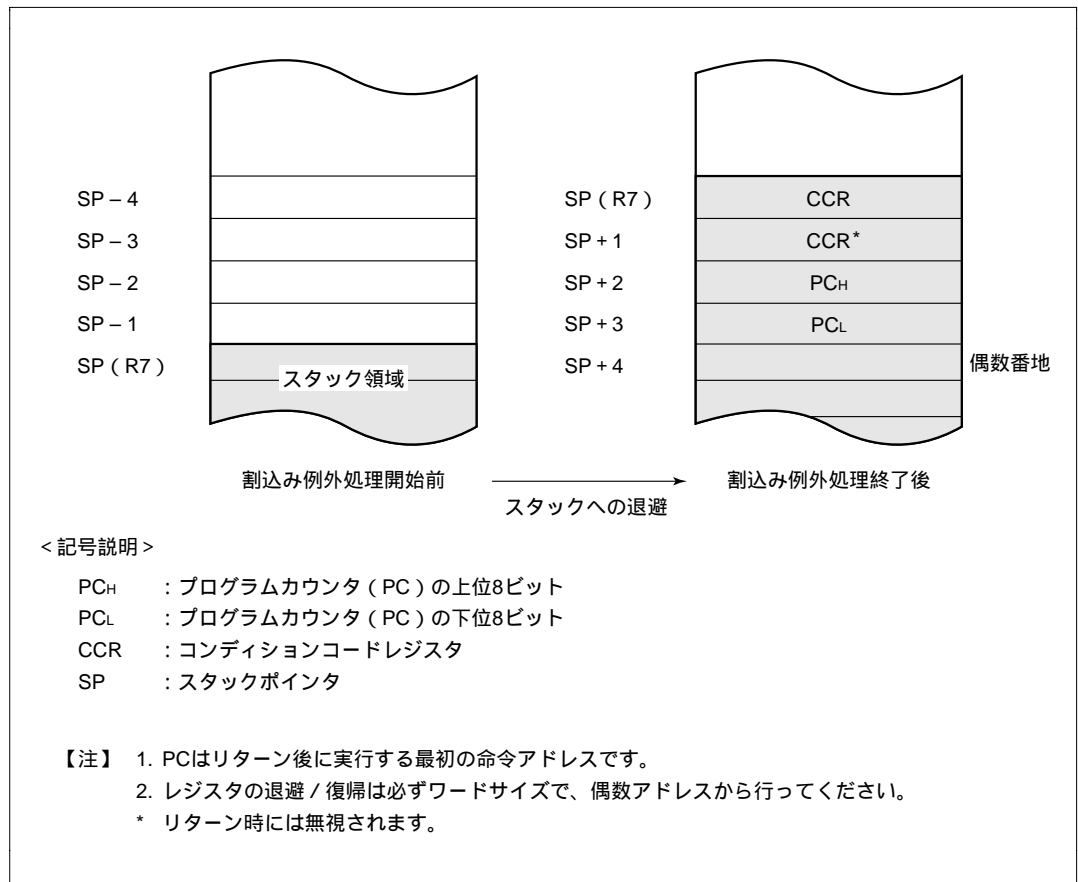 SP – 4
SP – 3
SP – 2
SP – 1
SP ( R7 )
スタック領域
SP ( R7 )
SP + 1
SP + 2
SP + 3
SP + 4
CCR
CCR*
PCH
PCL
偶数番地
割込み例外処理開始前
スタックへの退避
割込み例外処理終了後
<記号説明>
PCH :プログラムカウンタ(PC)の上位8ビット
PCL :プログラムカウンタ(PC)の下位8ビット
CCR :コンディションコードレジスタ
SP :スタックポインタ
【注】 1. PCはリターン後に実行する最初の命令アドレスです。
2. レジスタの退避/復帰は必ずワードサイズで、偶数アドレスから行ってください。
* リターン時には無視されます。